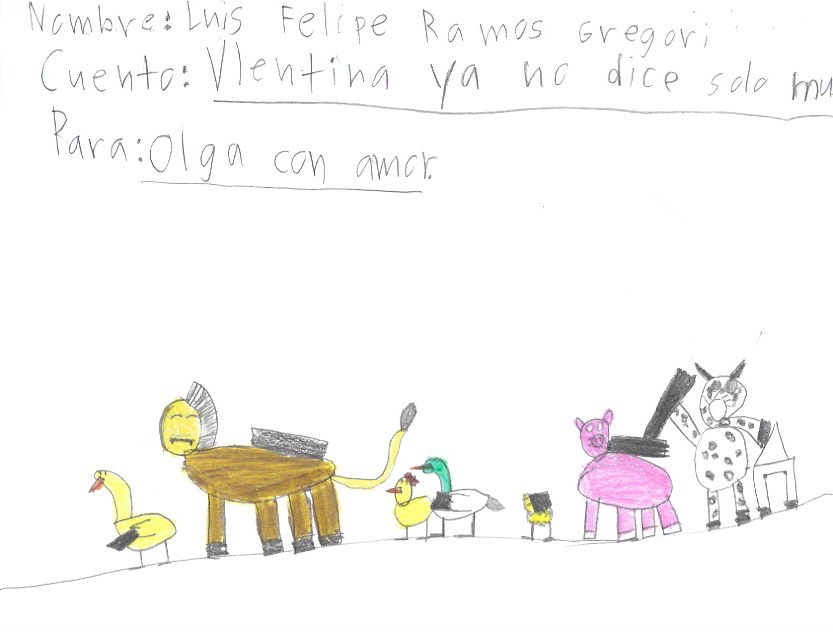 Nombre: Luis Felipe Ramos Gregori
Cuento: Vlentina ya no dice solo mu
Para: Olga con amor.